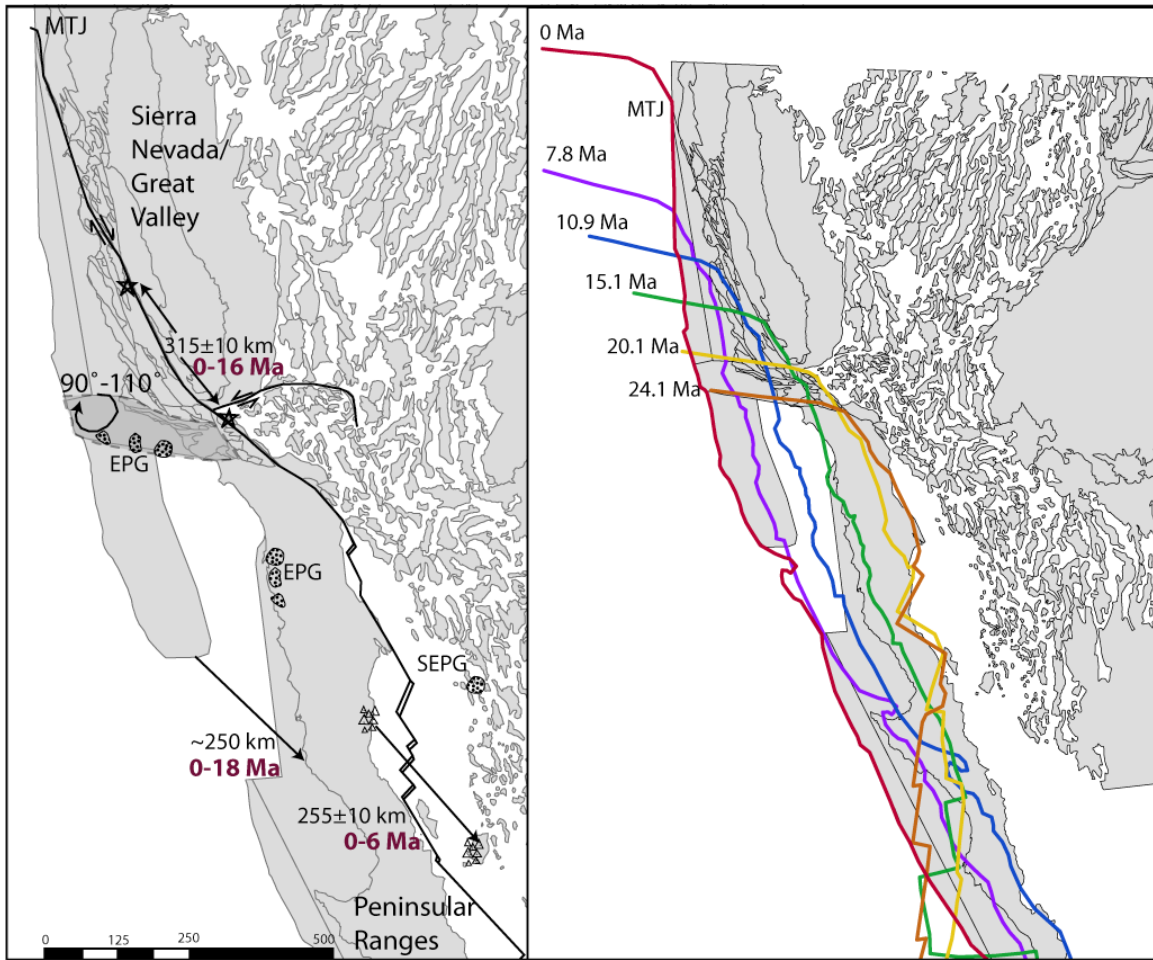 MTJ
Sierra
Nevada/
Great
Valley
315±10 km
0-16 Ma
90˚-110˚
EPG
EPG
SEPG
~250 km
0-18 Ma
255±10 km
0-6 Ma
Peninsular
Ranges
0 125 250 500
0 Ma
MTJ
7.8 Ma
10.9 Ma
15.1 Ma
20.1 Ma
24.1 Ma